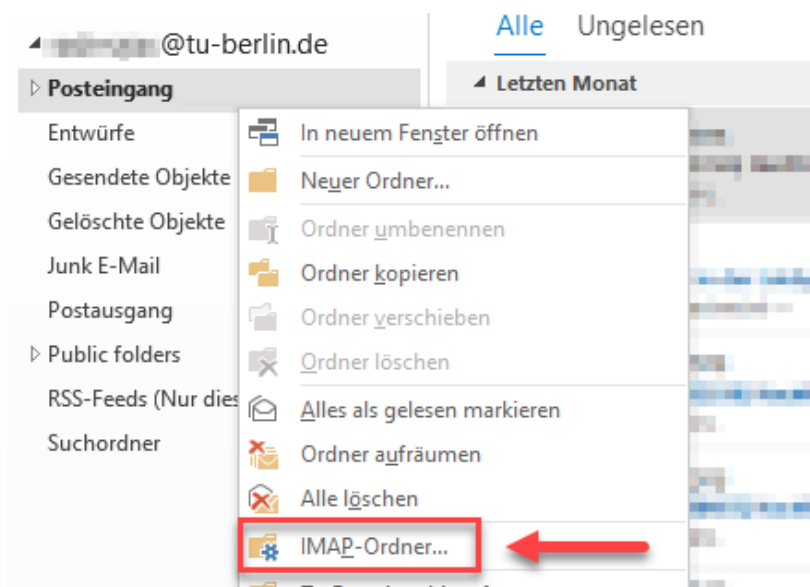 @tu-berlin.de
Posteingang
Entwürfe
Gesendete Objekte
Gelöschte Objekte
Junk E-Mail
Postausgang
Public folders
RSS-Feeds (Nur dies
Suchordner
Alle Ungelesen
Letzten Monat
In neuem Fenster öffnen
Neuer Ordner...
Ordner umbenennen
Ordner kopieren
Ordner verschieben
Ordner löschen
Alles als gelesen markieren
Ordner aufräumen
Alle löschen
IMAP-Ordner...